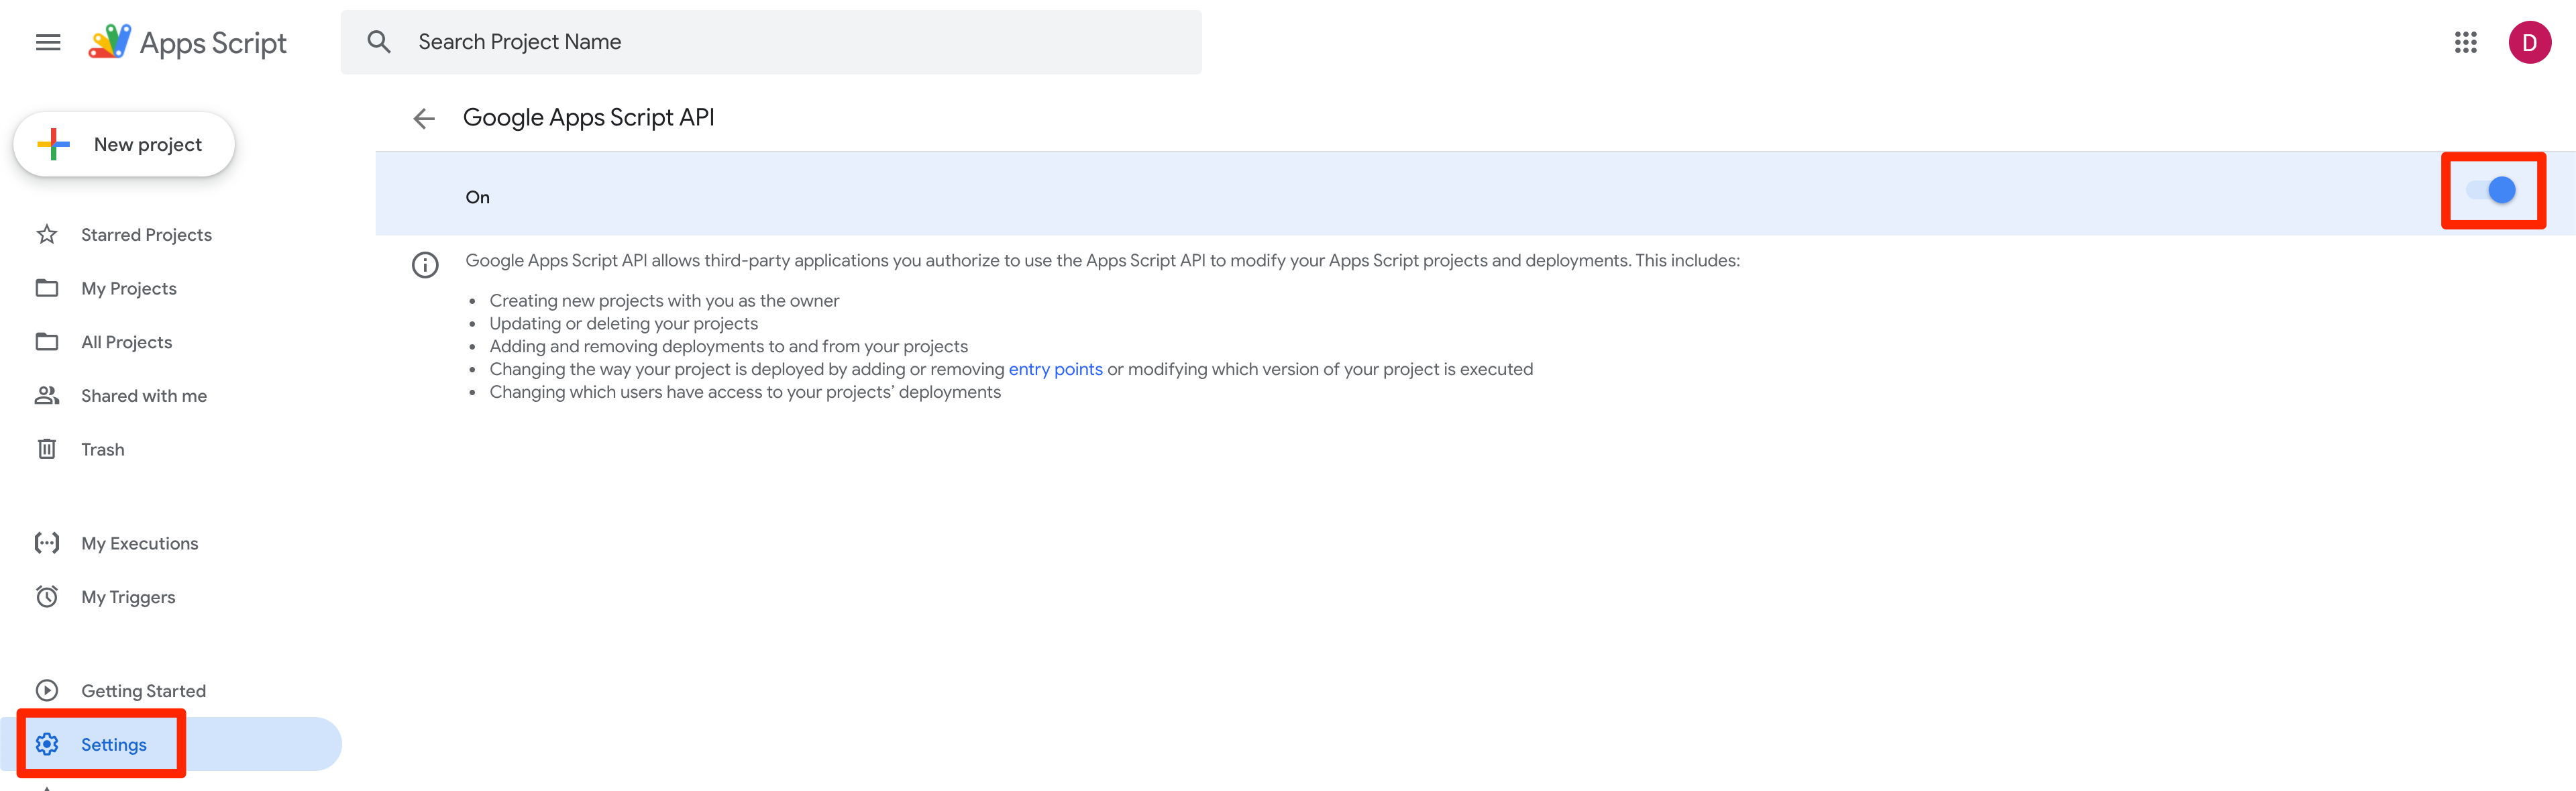 Apps Script
Search Project Name
D
New project
Google Apps Script API
On
Starred Projects
My Projects
All Projects
Shared with me
Trash
My Executions
My Triggers
Getting Started
Settings
Google Apps Script API allows third-party applications you authorize to use the Apps Script API to modify your Apps Script projects and deployments. This includes:
• Creating new projects with you as the owner
• Updating or deleting your projects
• Adding and removing deployments to and from your projects
• Changing the way your project is deployed by adding or removing entry points or modifying which version of your project is executed
• Changing which users have access to your projects’ deployments